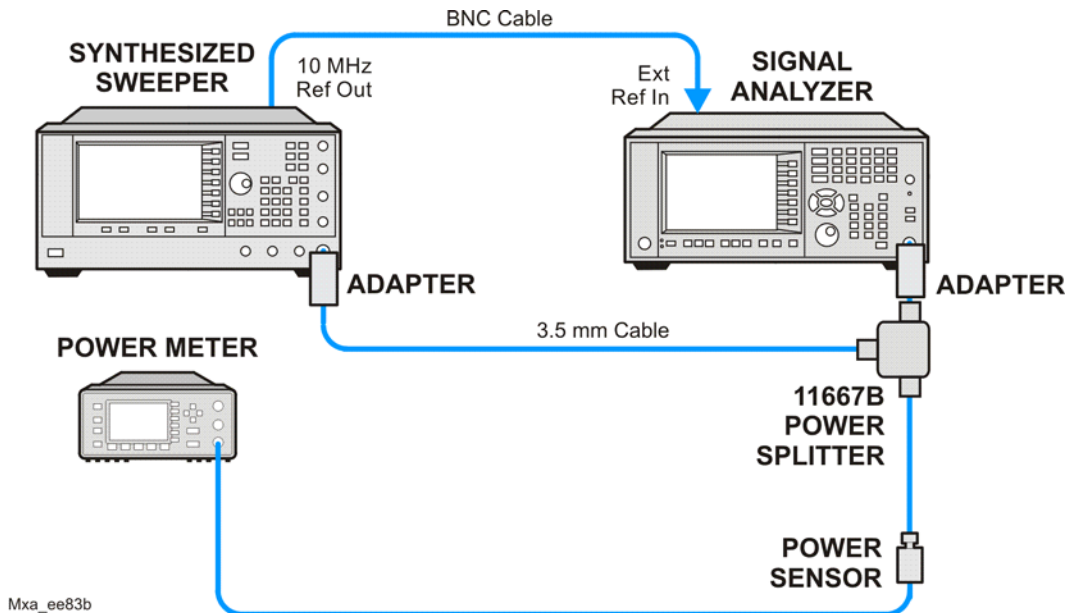 BNC Cable
SYNTHESIZED
SWEEPER
10 MHz
Ref Out
Ext
Ref In
SIGNAL
ANALYZER
ADAPTER
ADAPTER
3.5 mm Cable
POWER METER
11667B
POWER
SPLITTER
POWER
SENSOR
Mxa_ee83b